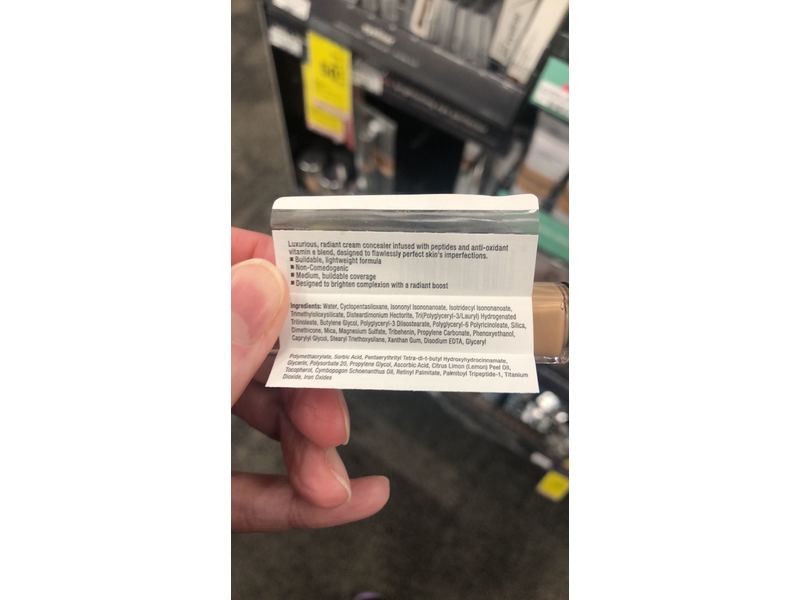 Luxurious, radiant cream concealer infused with peptides and anti-oxidant
vitamin e blend, designed to flawlessly perfect skin's imperfections.
■ Buildable, lightweight formula
■ Non-Comedogenic
■ Medium, buildable coverage
■ Designed to brighten complexion with a radiant boost
Ingredients: Water, Cyclopentasiloxane, Isononyl Isononanoate, Isotridecyl Isononanoate,
Trimethylsiloxysilicate, Disteardimonium Hectorite, Tri(Polyglyceryl-3/Lauryl) Hydrogenated
Trilinoleate, Butylene Glycol, Polyglyceryl-3 Diisostearate, Polyglyceryl-6 Polyricinoleate, Silica,
Dimethicone, Mica, Magnesium Sulfate, Tribehenin, Propylene Carbonate, Phenoxyethanol,
Caprylyl Glycol, Stearyl Triethoxysilane, Xanthan Gum, Disodium EDTA, Glyceryl
Polymethacrylate, Sorbic Acid, Pentaerythrityl Tetra-di-t-butyl Hydroxyhydrocinnamate,
Glycerin, Polysorbate 20, Propylene Glycol, Ascorbic Acid, Citrus Limon (Lemon) Peel Oil,
Tocopherol, Cymbopogon Schoenanthus Oil, Retinyl Palmitate, Palmitoyl Tripeptide-1, Titanium
Dioxide, Iron Oxides